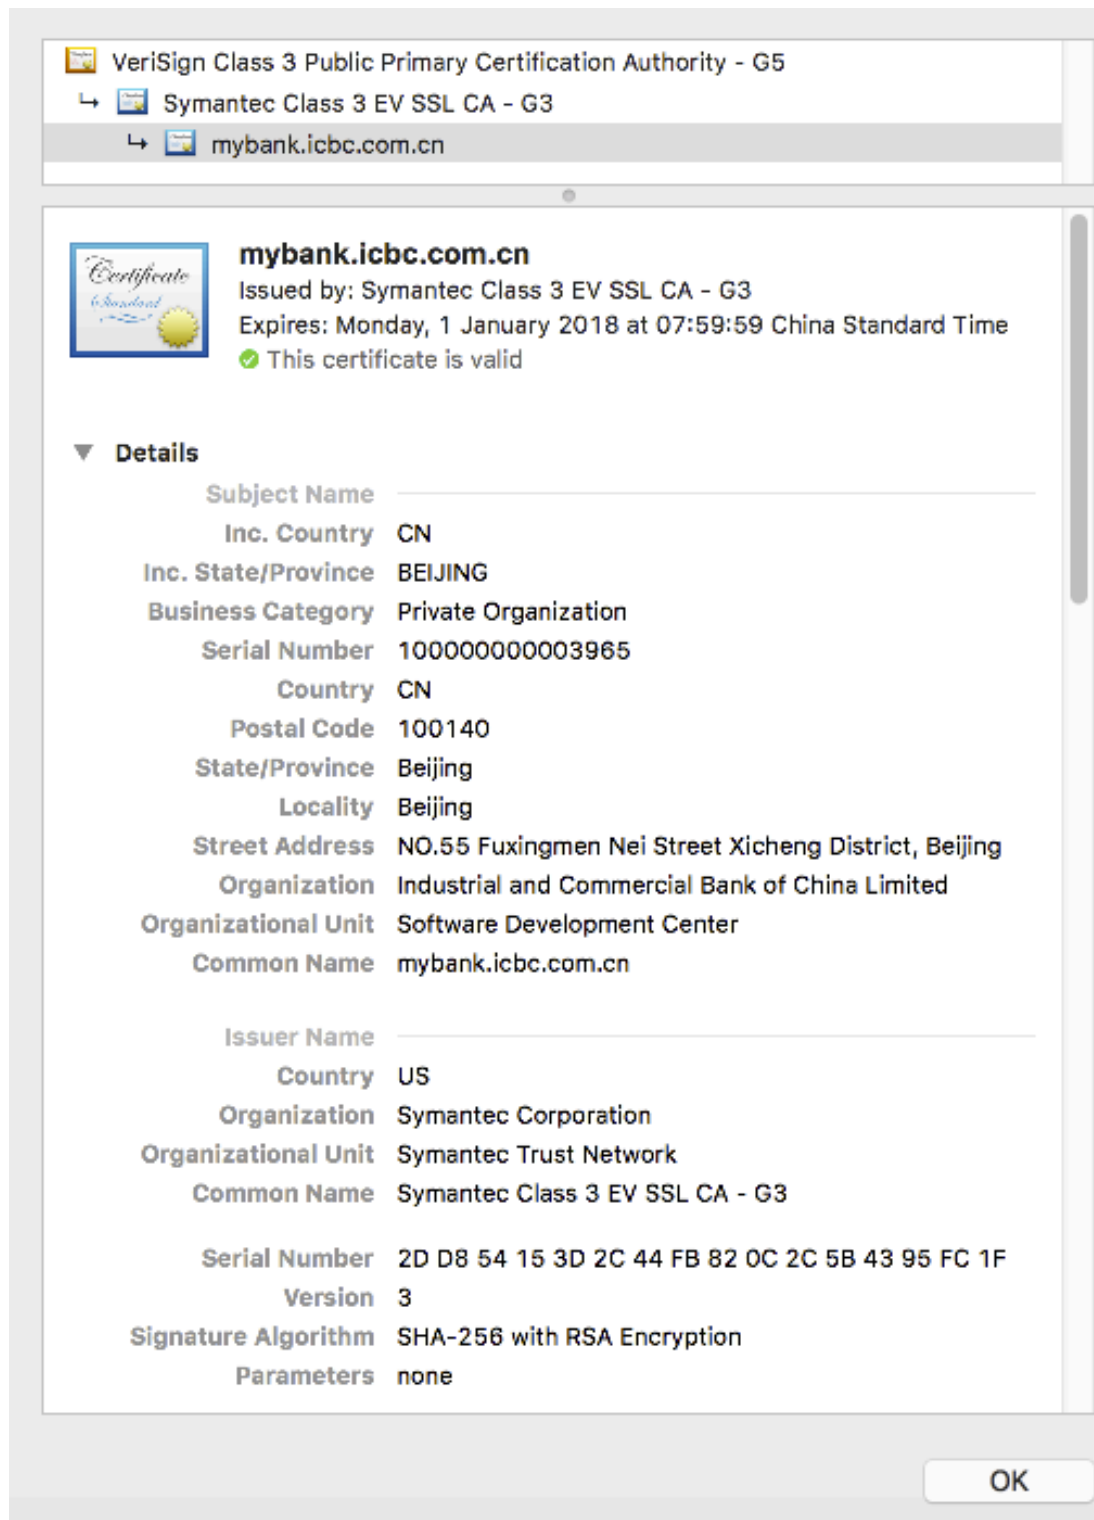 VeriSign Class 3 Public Primary Certification Authority - G5
Symantec Class 3 EV SSL CA - G3
mybank.icbc.com.cn
Certificate
Standard
mybank.icbc.com.cn
Issued by: Symantec Class 3 EV SSL CA - G3
Expires: Monday, 1 January 2018 at 07:59:59 China Standard Time
This certificate is valid
Details
Subject Name
Inc. Country CN
Inc. State/Province BEIJING
Business Category Private Organization
Serial Number 100000000003965
Country CN
Postal Code 100140
State/Province Beijing
Locality Beijing
Street Address NO.55 Fuxingmen Nei Street Xicheng District, Beijing
Organization Industrial and Commercial Bank of China Limited
Organizational Unit Software Development Center
Common Name mybank.icbc.com.cn
Issuer Name
Country US
Organization Symantec Corporation
Organizational Unit Symantec Trust Network
Common Name Symantec Class 3 EV SSL CA - G3
Serial Number 2D D8 54 15 3D 2C 44 FB 82 0C 2C 5B 43 95 FC 1F
Version 3
Signature Algorithm SHA-256 with RSA Encryption
Parameters none
OK